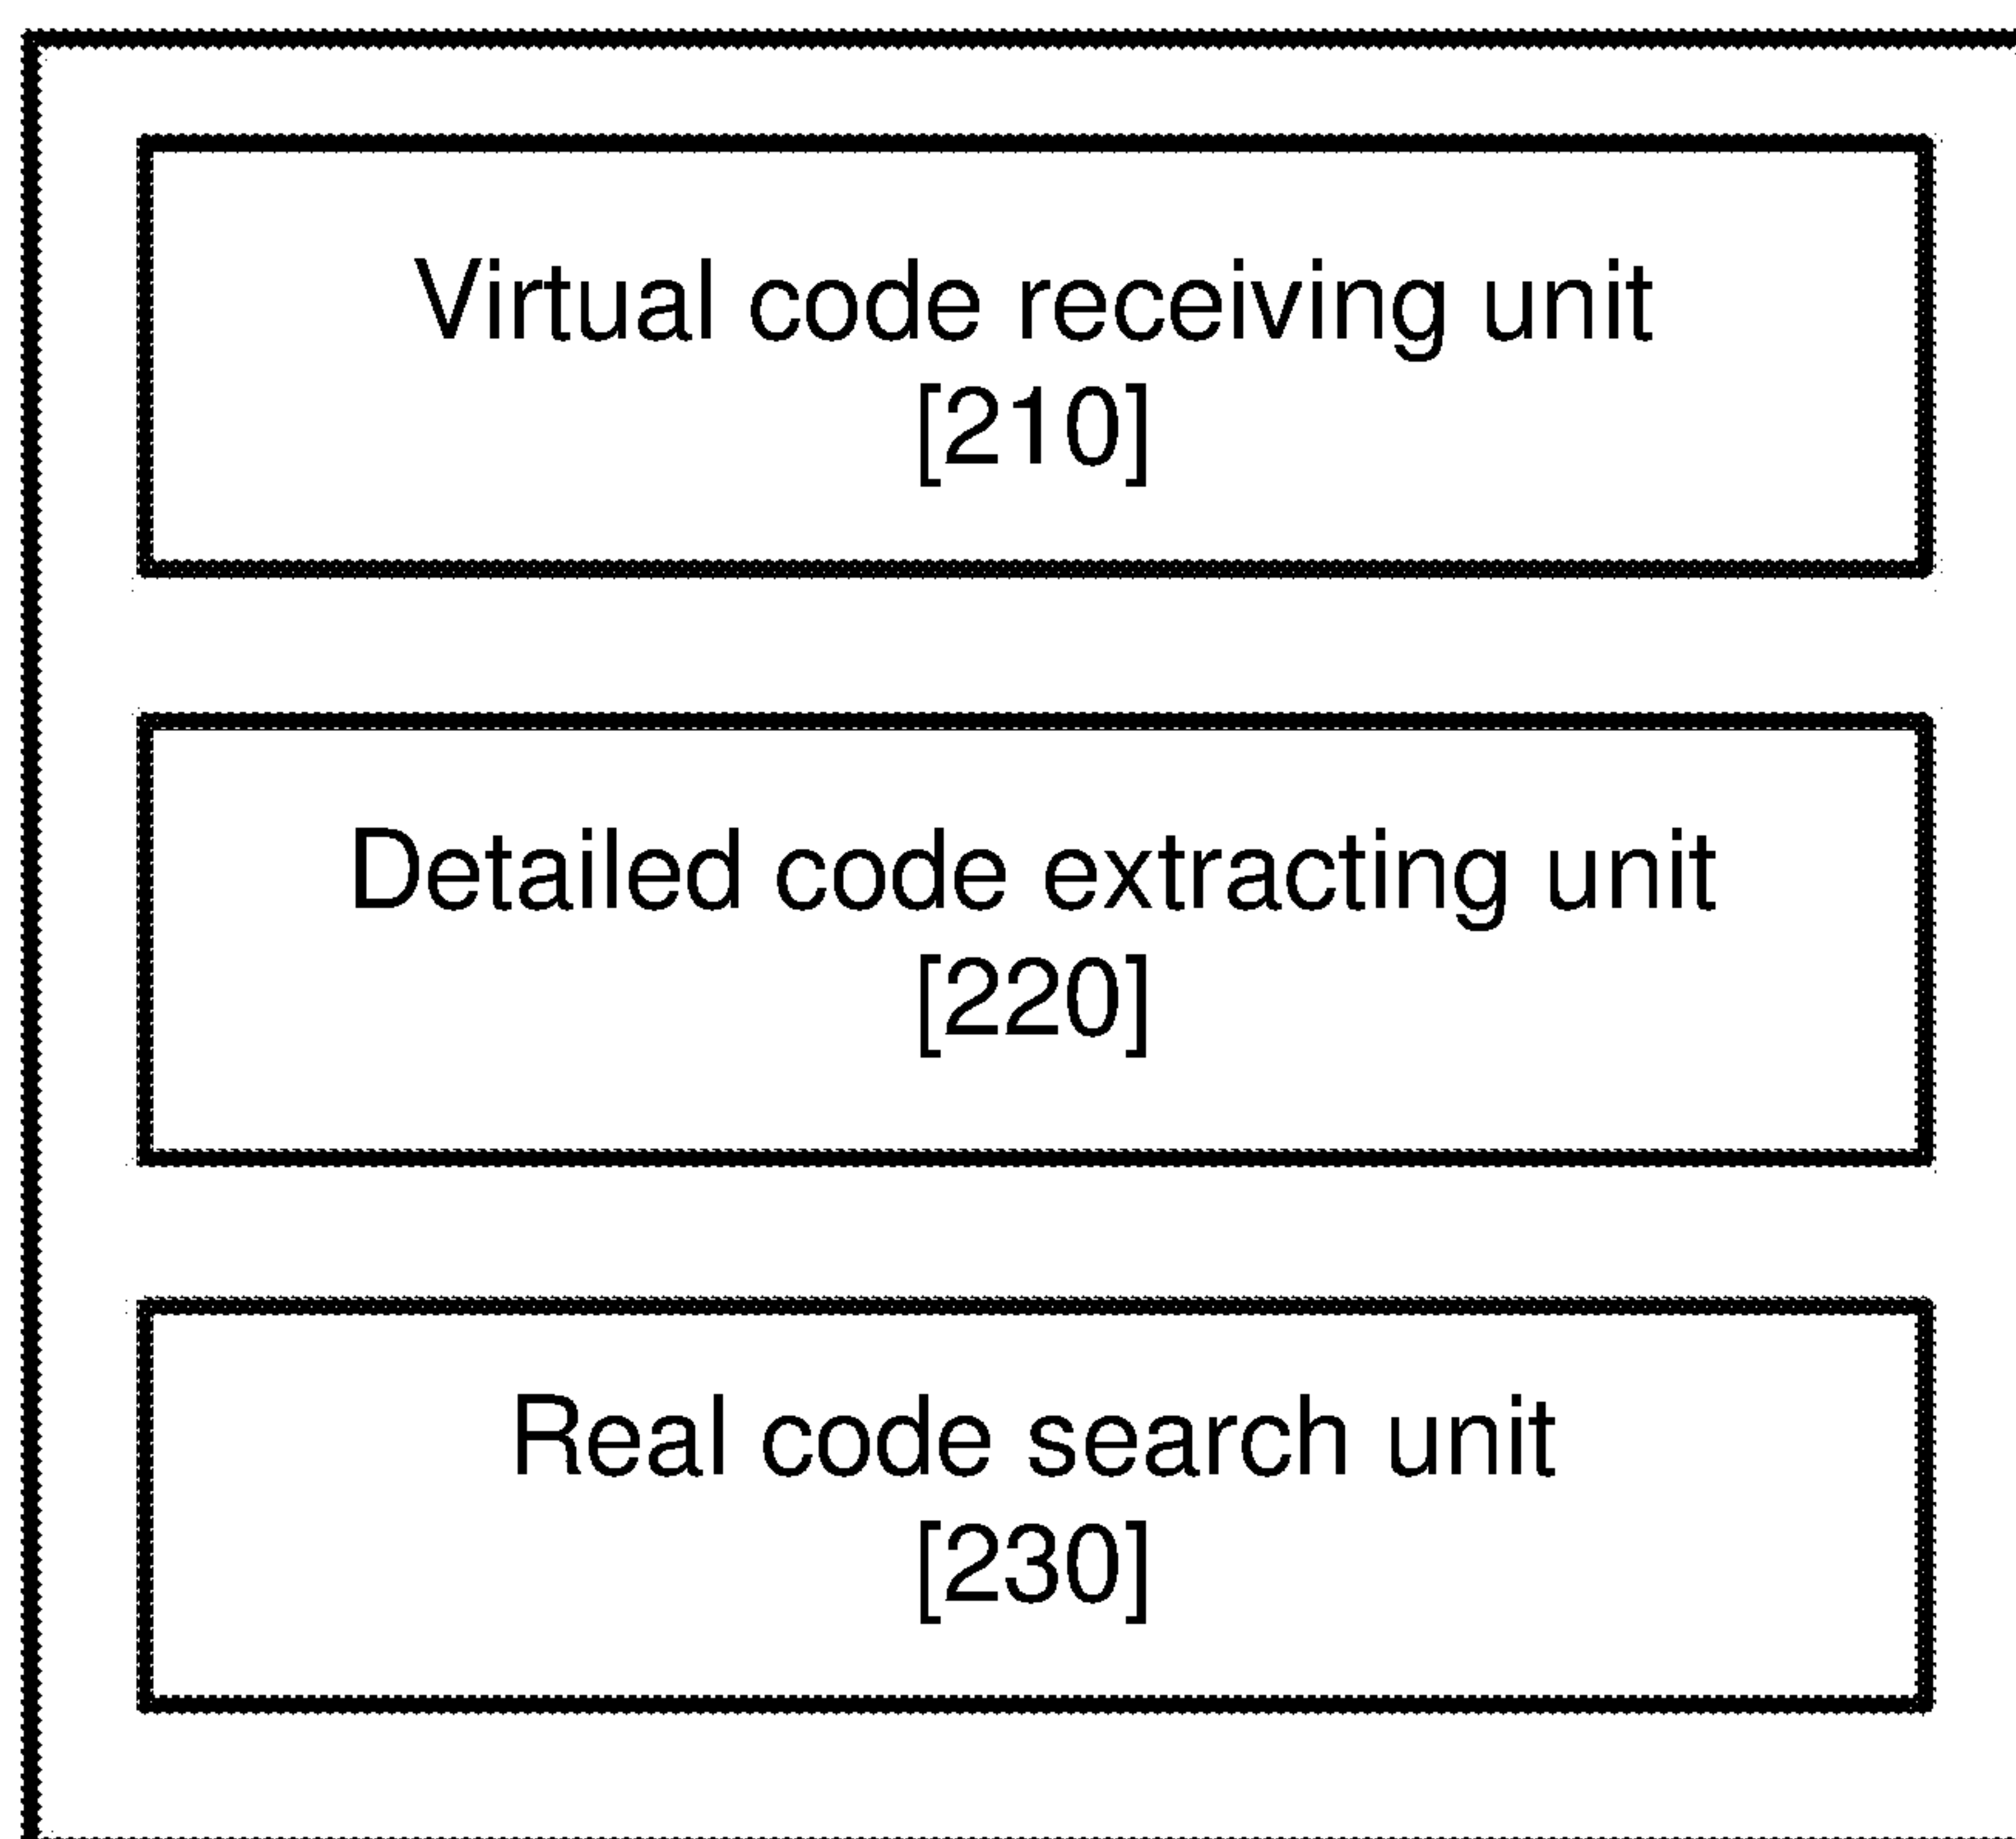 Virtual code receiving unit
[210]
Detailed code extracting unit
[220]
Real code search unit
[230]